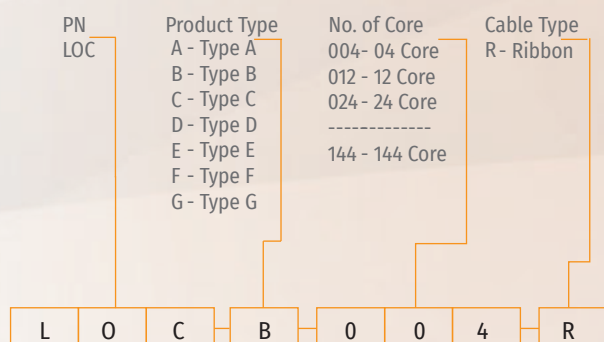 PN
LOC
Product Type
A - Type A
B - Type B
C - Type C
D - Type D
E - Type E
F - Type F
G - Type G
No. of Core
004- 04 Core
012 - 12 Core
024 - 24 Core
-------------
144 - 144 Core
Cable Type
R - Ribbon
L O C B 0 0 4 R